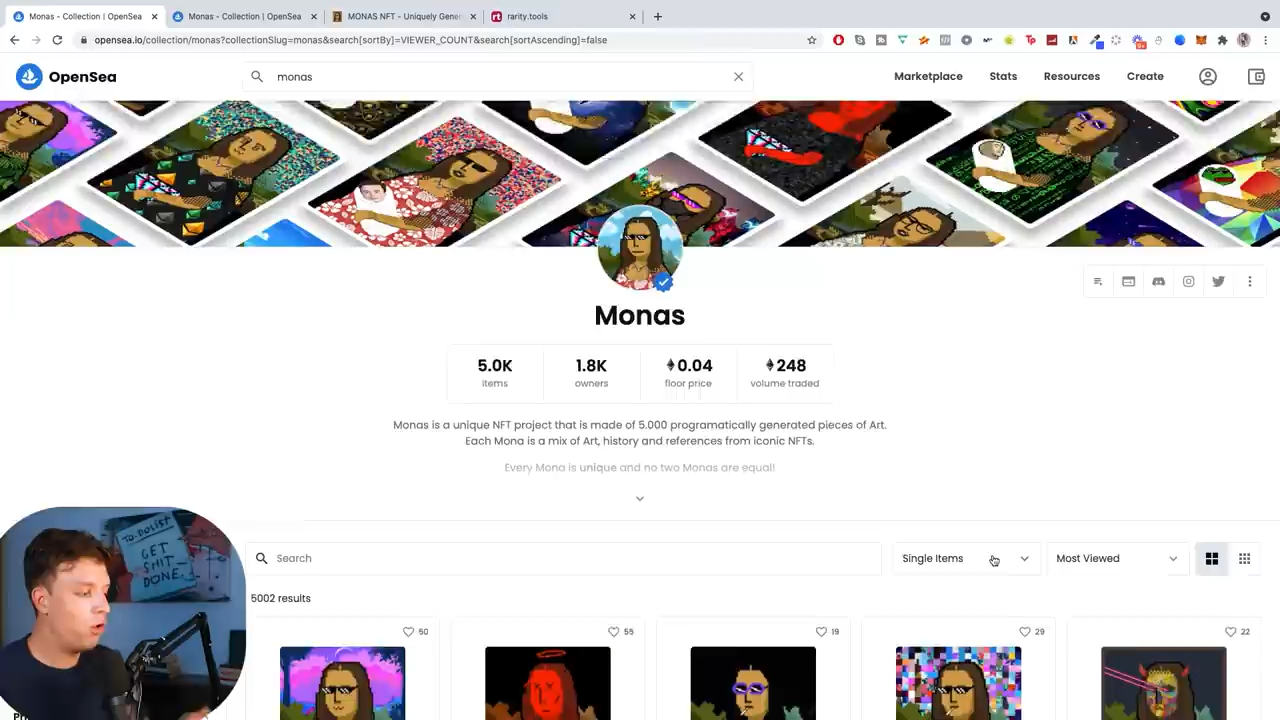 Monas - Collection | OpenSea
Monas - Collection | OpenSea
MONAS NFT - Uniquely Gene
rarity.tools
opensea.io/collection/monas?collectionSlug=monas&search[sortBy]=VIEWER_COUNT&search[sortAscending]=false
OpenSea
monas
Marketplace
Stats
Resources
Create
Monas
5.0K
items
1.8K
owners
0.04
floor price
248
volume traded
Monas is a unique NFT project that is made of 5.000 programatically generated pieces of Art.
Each Mona is a mix of Art, history and references from iconic NFTs.
Every Mona is unique and no two Monas are equal!
TO-DO LIST
GET
SH!T
DONE.
Search
Single Items
Most Viewed
5002 results
50
55
19
29
22